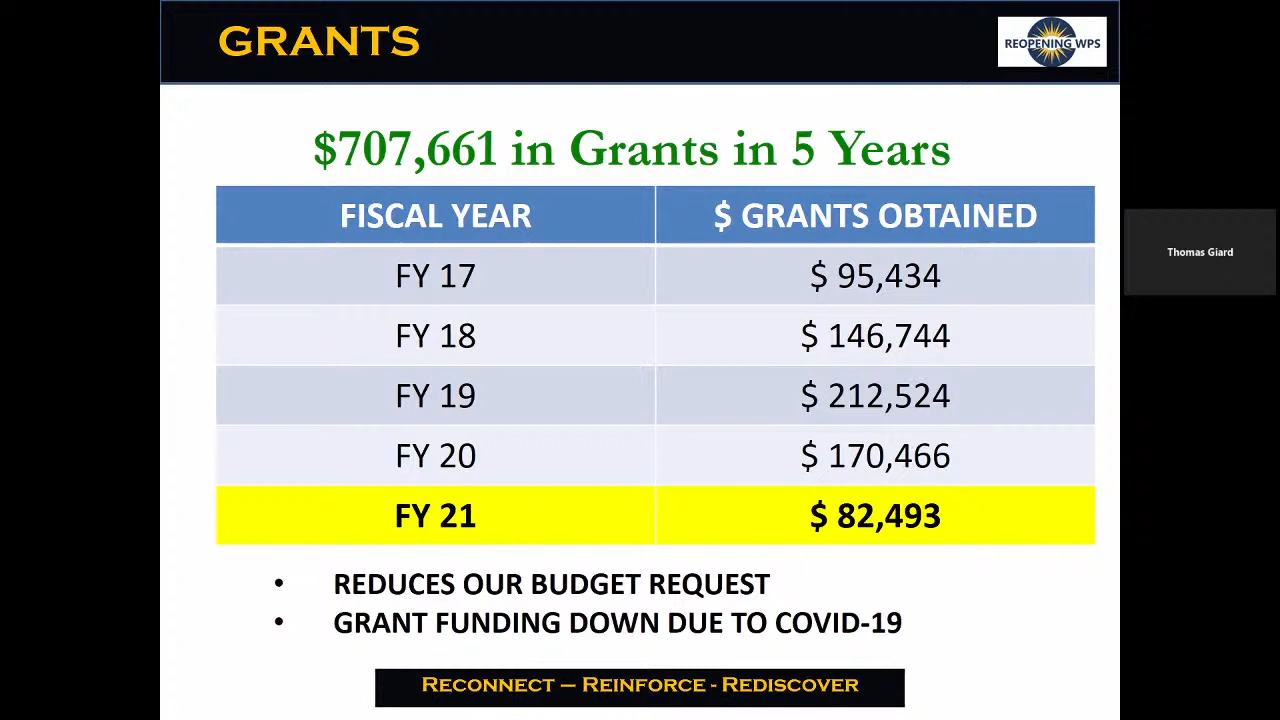 GRANTS
REOPENING WPS
$707,661 in Grants in 5 Years
FISCAL YEAR $ GRANTS OBTAINED
FY 17 $ 95,434
FY 18 $ 146,744
FY 19 $ 212,524
FY 20 $ 170,466
FY 21 $ 82,493
Thomas Giard
• REDUCES OUR BUDGET REQUEST
• GRANT FUNDING DOWN DUE TO COVID-19
RECONNECT – REINFORCE - REDISCOVER